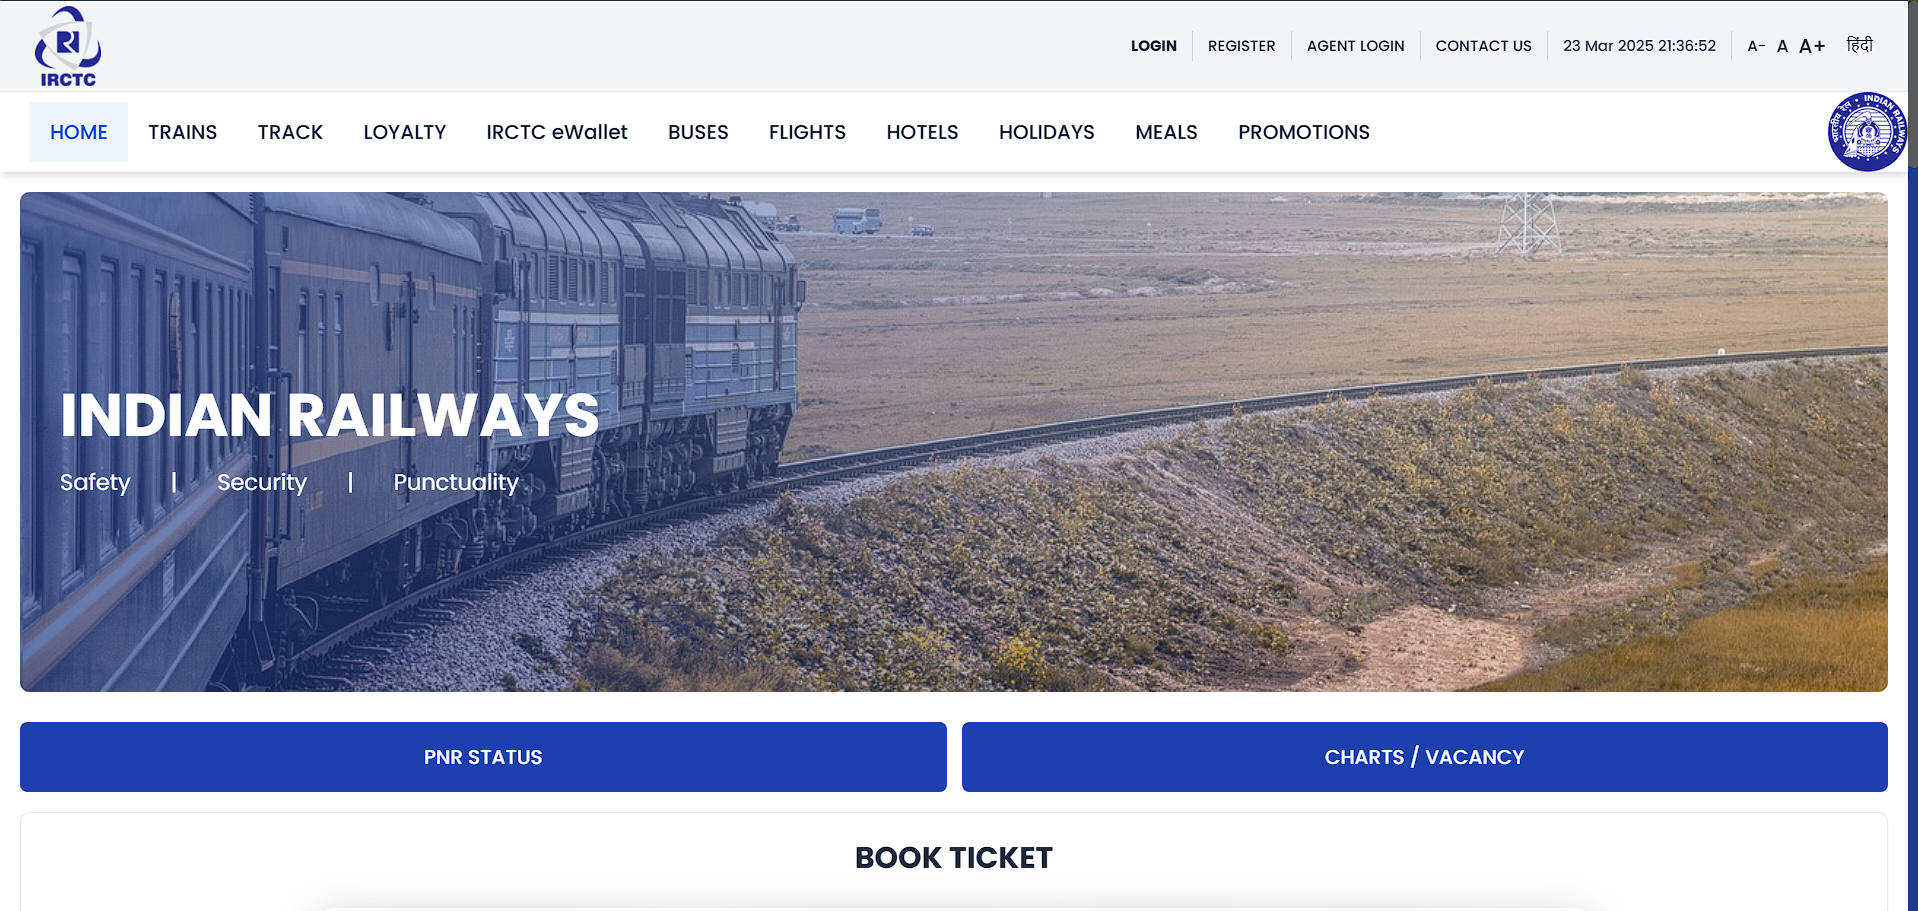 IRCTC
LOGIN
REGISTER
AGENT LOGIN
CONTACT US
23 Mar 2025 21:36:52
A- A A+
हिंदी
HOME
TRAINS
TRACK
LOYALTY
IRCTC eWallet
BUSES
FLIGHTS
HOTELS
HOLIDAYS
MEALS
PROMOTIONS
भारतीय रेल • INDIAN RAILWAYS
INDIAN RAILWAYS
Safety | Security | Punctuality
PNR STATUS
CHARTS / VACANCY
BOOK TICKET